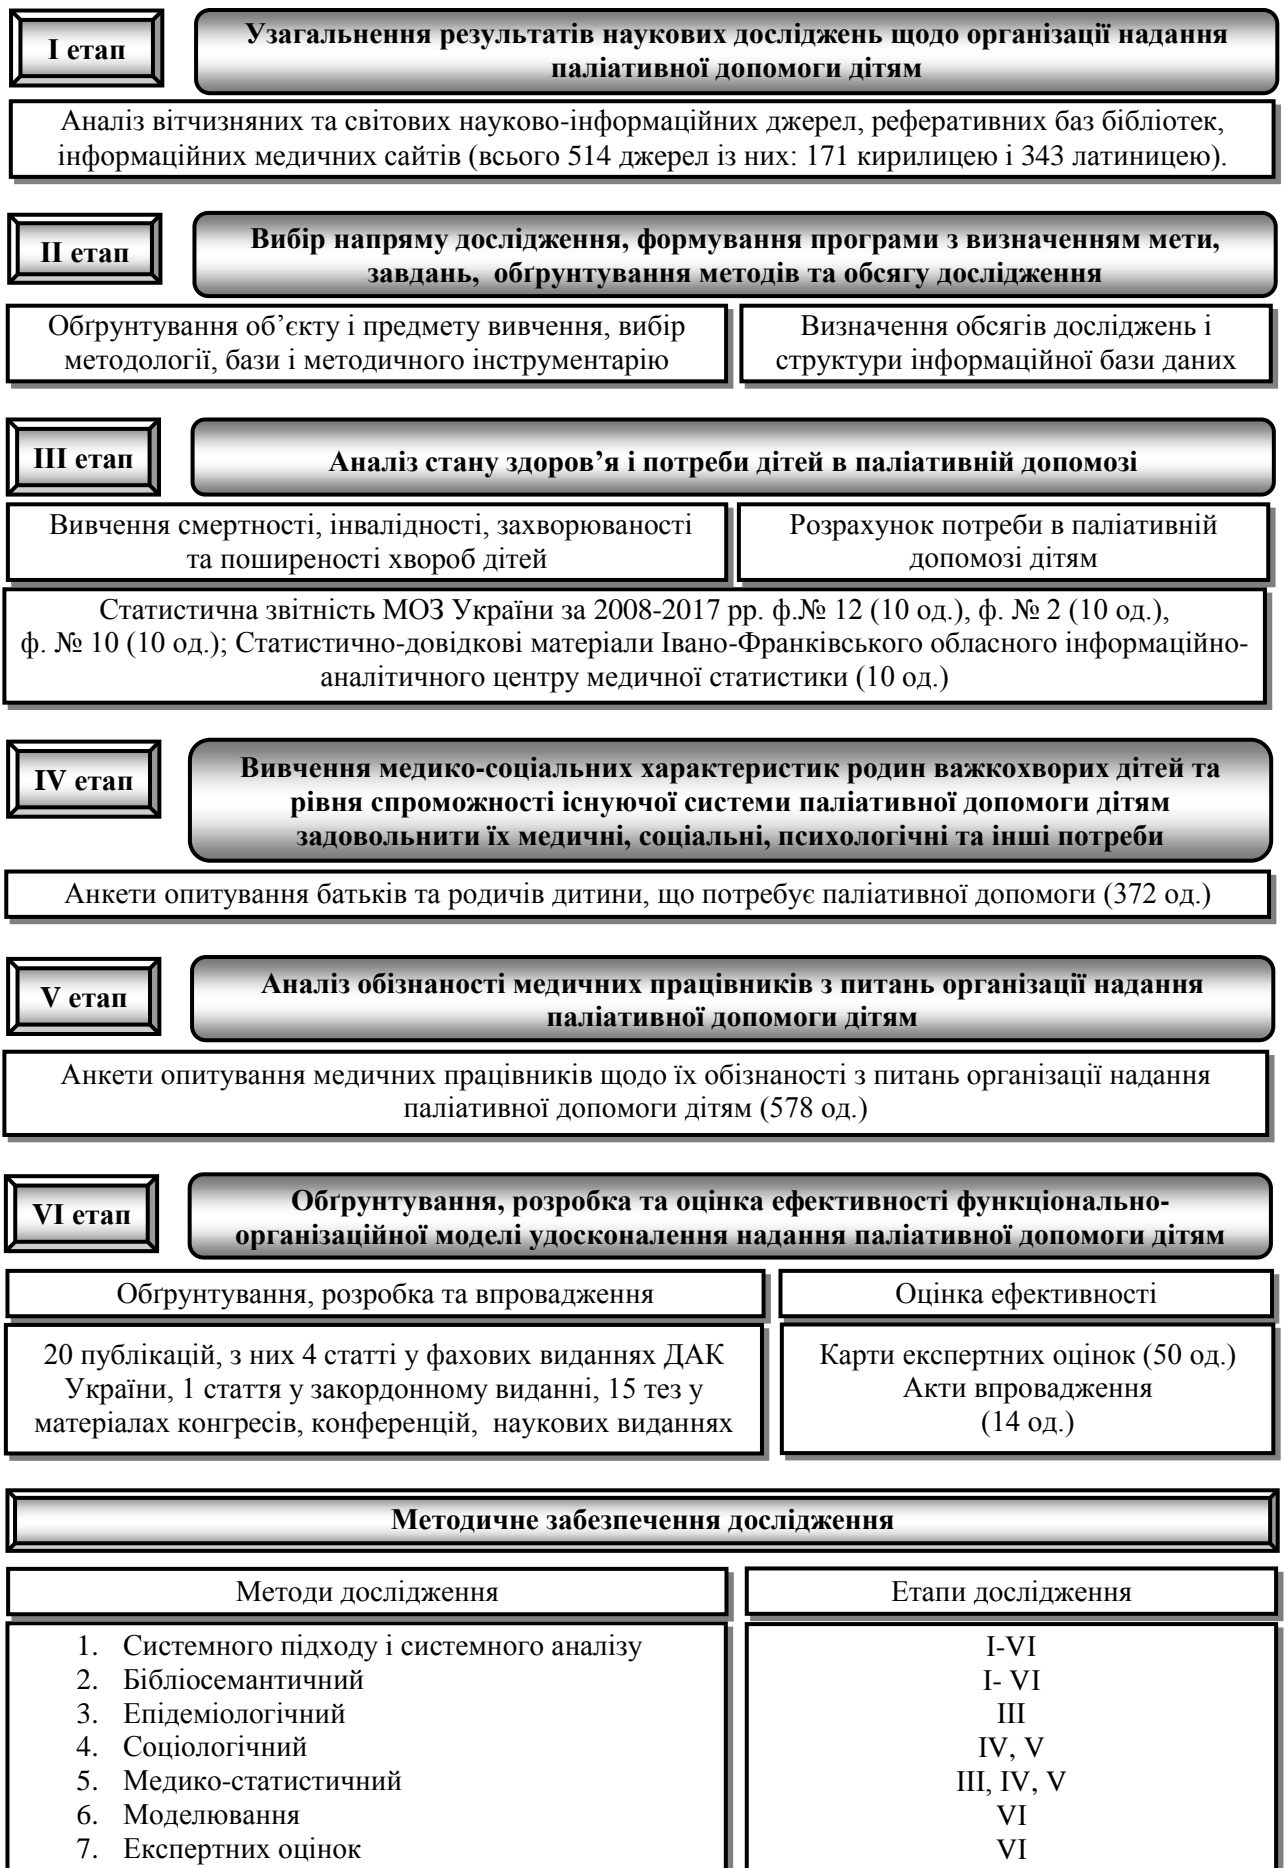 I етап
Узагальнення результатів наукових досліджень щодо організації надання
паліативної допомоги дітям
Аналіз вітчизняних та світових науково-інформаційних джерел, реферативних баз бібліотек,
інформаційних медичних сайтів (всього 514 джерел із них: 171 кирилицею і 343 латиницею).
II етап
Вибір напряму дослідження, формування програми з визначенням мети,
завдань, обґрунтування методів та обсягу дослідження
Обґрунтування об’єкту і предмету вивчення, вибір
методології, бази і методичного інструментарію
Визначення обсягів досліджень і
структури інформаційної бази даних
III етап
Аналіз стану здоров’я і потреби дітей в паліативній допомозі
Вивчення смертності, інвалідності, захворюваності
та поширеності хвороб дітей
Розрахунок потреби в паліативній
допомозі дітям
Статистична звітність МОЗ України за 2008-2017 рр. ф.№ 12 (10 од.), ф. № 2 (10 од.),
ф. № 10 (10 од.); Статистично-довідкові матеріали Івано-Франківського обласного інформаційно-
аналітичного центру медичної статистики (10 од.)
IV етап
Вивчення медико-соціальних характеристик родин важкохворих дітей та
рівня спроможності існуючої системи паліативної допомоги дітям
задовольнити їх медичні, соціальні, психологічні та інші потреби
Анкети опитування батьків та родичів дитини, що потребує паліативної допомоги (372 од.)
V етап
Аналіз обізнаності медичних працівників з питань організації надання
паліативної допомоги дітям
Анкети опитування медичних працівників щодо їх обізнаності з питань організації надання
паліативної допомоги дітям (578 од.)
VI етап
Обґрунтування, розробка та оцінка ефективності функціонально-
організаційної моделі удосконалення надання паліативної допомоги дітям
Обґрунтування, розробка та впровадження
Оцінка ефективності
20 публікацій, з них 4 статті у фахових виданнях ДАК
України, 1 стаття у закордонному виданні, 15 тез у
матеріалах конгресів, конференцій, наукових виданнях
Карти експертних оцінок (50 од.)
Акти впровадження
(14 од.)
Методичне забезпечення дослідження
Методи дослідження
Етапи дослідження
1. Системного підходу і системного аналізу
I-VI
2. Бібліосемантичний
I- VI
3. Епідеміологічний
III
4. Соціологічний
IV, V
5. Медико-статистичний
III, IV, V
6. Моделювання
VI
7. Експертних оцінок
VI